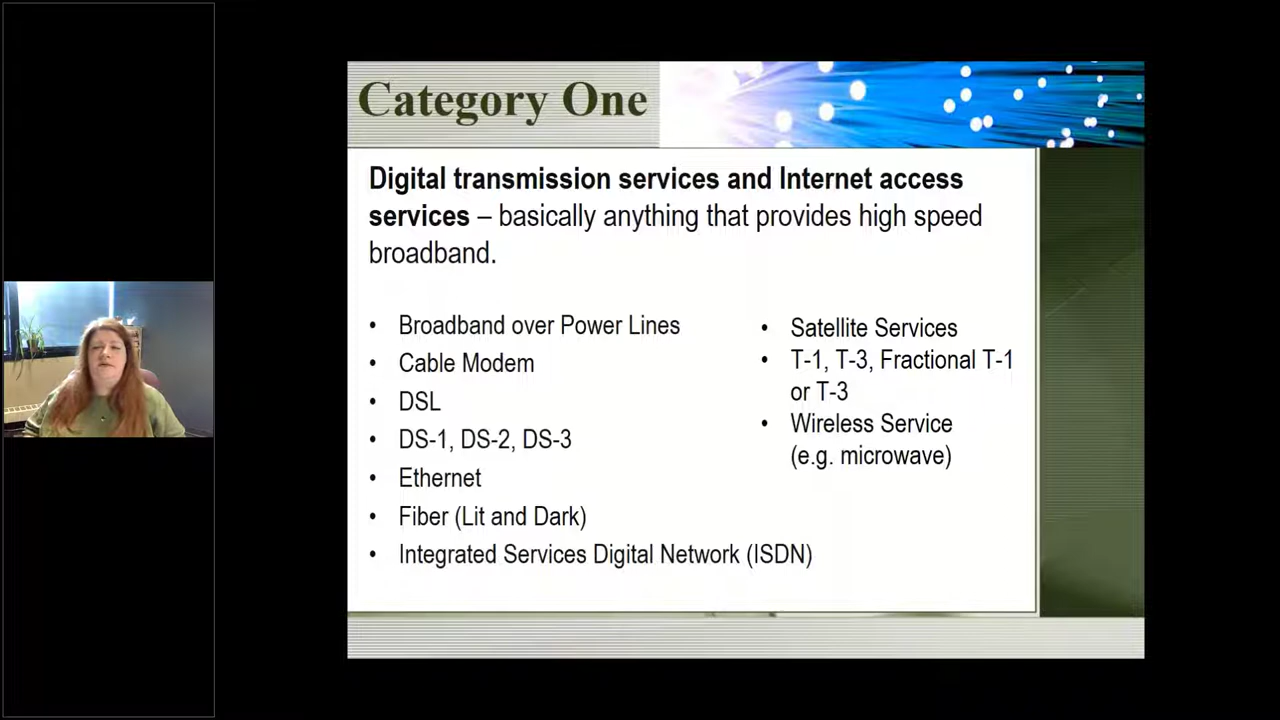 Category One
Digital transmission services and Internet access
services – basically anything that provides high speed
broadband.
• Broadband over Power Lines
• Cable Modem
• DSL
• DS-1, DS-2, DS-3
• Ethernet
• Fiber (Lit and Dark)
• Integrated Services Digital Network (ISDN)
• Satellite Services
• T-1, T-3, Fractional T-1
or T-3
• Wireless Service
(e.g. microwave)